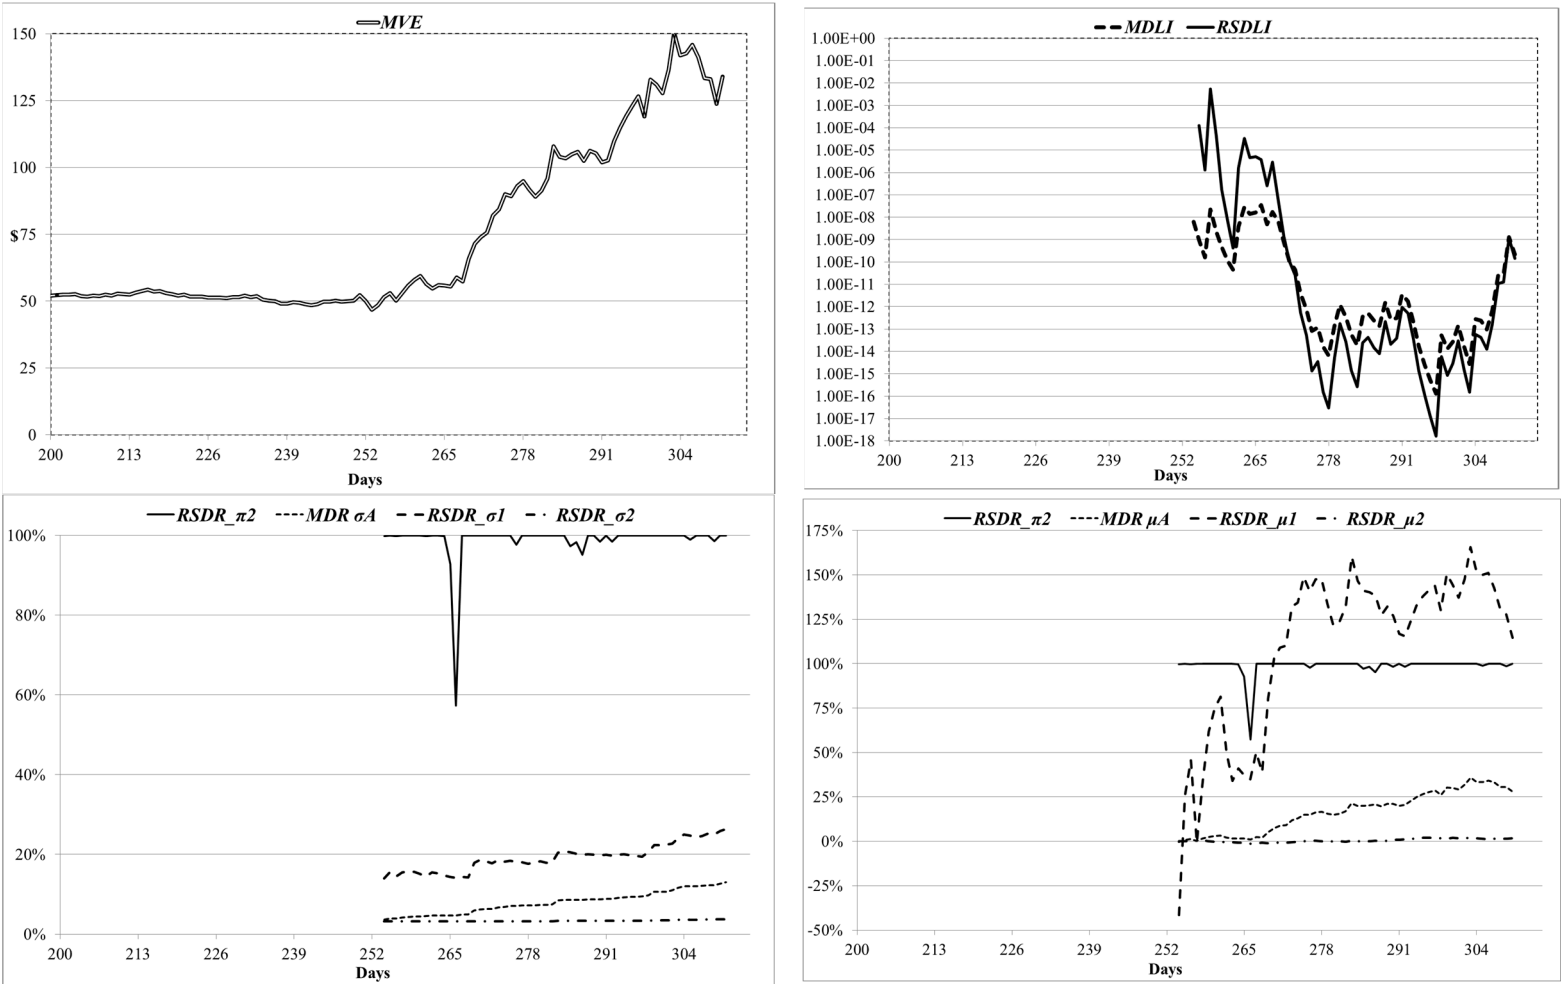 MVE
150
125
100
$ 75
50
25
0
200 213 226 239 252 265 278 291 304
Days
MDLI RSDLI
1.00E+00
1.00E-01
1.00E-02
1.00E-03
1.00E-04
1.00E-05
1.00E-06
1.00E-07
1.00E-08
1.00E-09
1.00E-10
1.00E-11
1.00E-12
1.00E-13
1.00E-14
1.00E-15
1.00E-16
1.00E-17
1.00E-18
200 213 226 239 252 265 278 291 304
Days
RSDR_π2 MDR σA RSDR_σ1 RSDR_σ2
100%
80%
60%
40%
20%
0%
200 213 226 239 252 265 278 291 304
Days
RSDR_π2 MDR μA RSDR_μ1 RSDR_μ2
175%
150%
125%
100%
75%
50%
25%
0%
-25%
-50%
200 213 226 239 252 265 278 291 304
Days